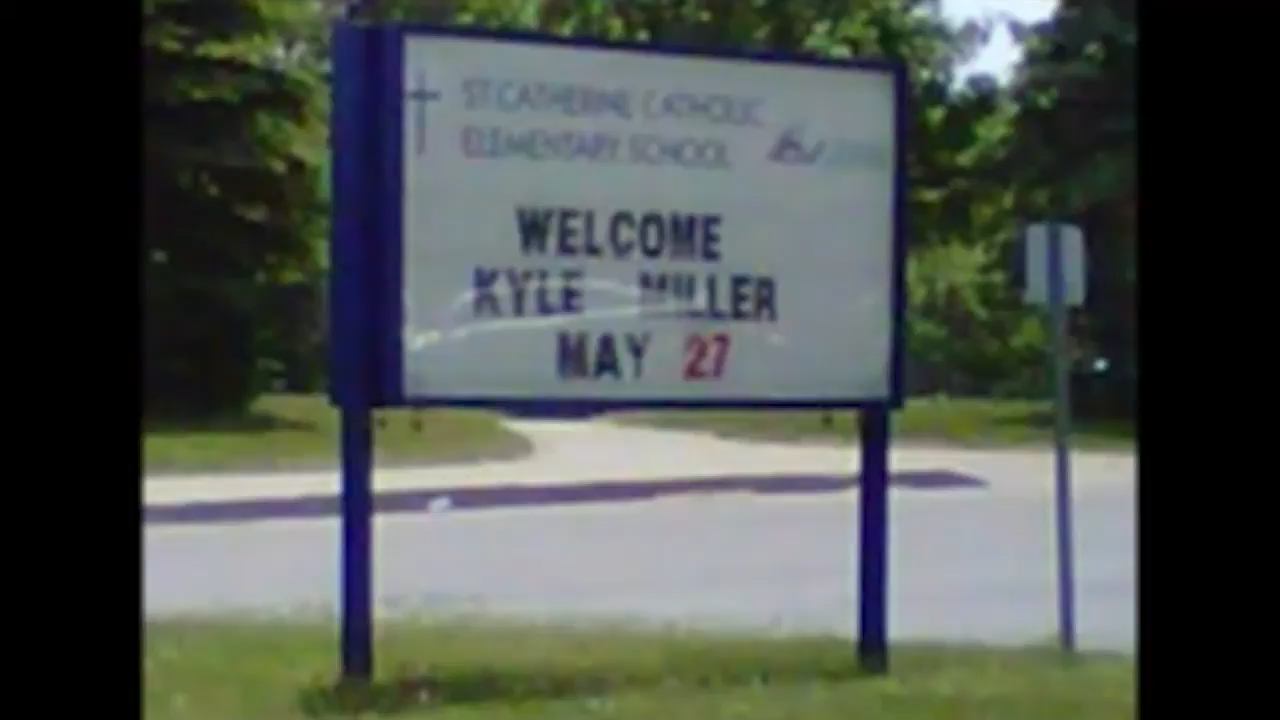 ST. CATHERINE CATHOLIC
ELEMENTARY SCHOOL
WELCOME
KYLE MILLER
MAY 27